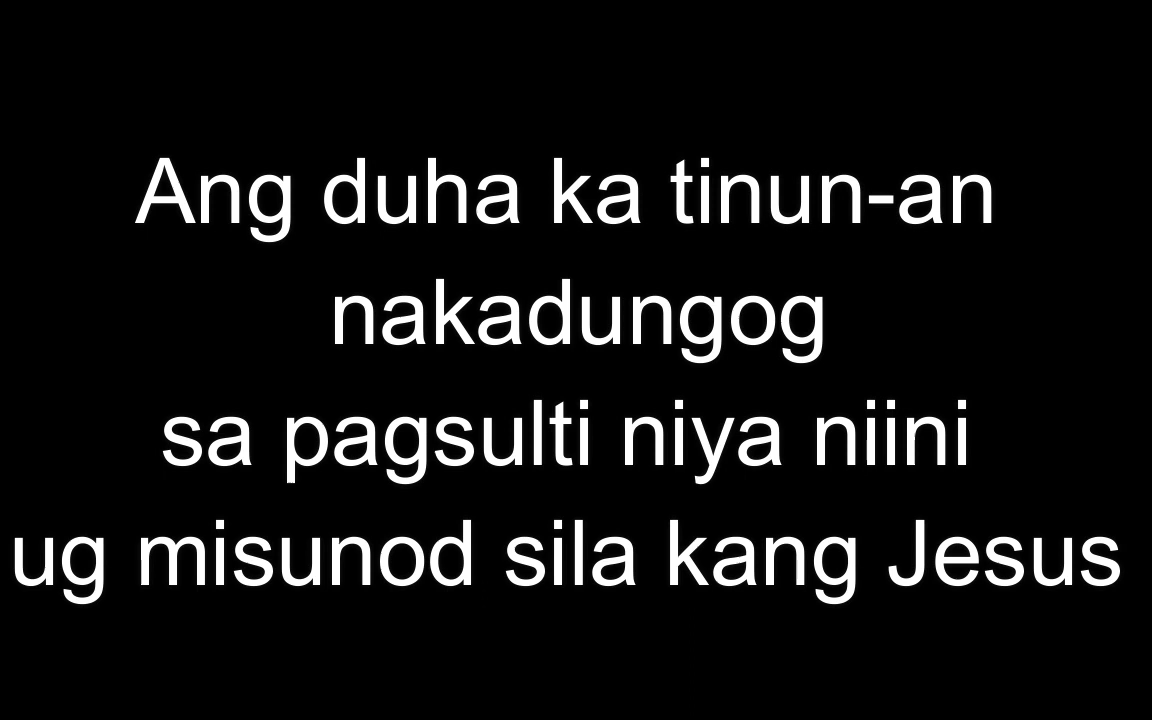 Ang duha ka tinun-an
nakadungog
sa pagsulti niya niini
ug misunod sila kang Jesus